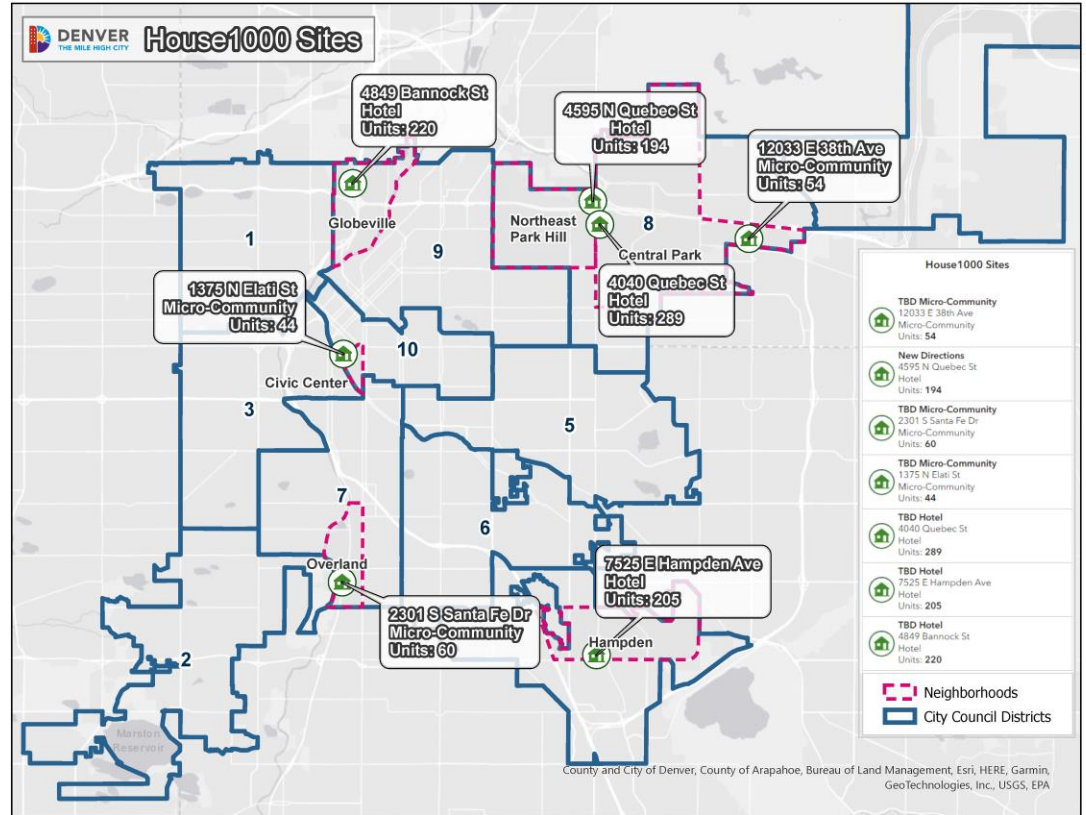 DENVER
THE MILE HIGH CITY
House1000 Sites
4849 Bannock St
Hotel
Units: 220
4595 N Quebec St
Hotel
Units: 194
12033 E 38th Ave
Micro-Community
Units: 54
Globeville
Northeast
Park Hill
8
1
9
Central Park
1375 N Elati St
Micro-Community
Units: 44
4040 Quebec St
Hotel
Units: 289
10
Civic Center
3
5
7
6
Overland
7525 E Hampden Ave
Hotel
Units: 205
2301 S Santa Fe Dr
Micro-Community
Units: 60
Hampden
2
Marston
Reservoir
House1000 Sites
TBD Micro-Community
12033 E 38th Ave
Micro-Community
Units: 54
New Directions
4595 N Quebec St
Hotel
Units: 194
TBD Micro-Community
2301 S Santa Fe Dr
Micro-Community
Units: 60
TBD Micro-Community
1375 N Elati St
Micro-Community
Units: 44
TBD Hotel
4040 Quebec St
Hotel
Units: 289
TBD Hotel
7525 E Hampden Ave
Hotel
Units: 205
TBD Hotel
4849 Bannock St
Hotel
Units: 220
Neighborhoods
City Council Districts
County and City of Denver, County of Arapahoe, Bureau of Land Management, Esri, HERE, Garmin,
GeoTechnologies, Inc., USGS, EPA